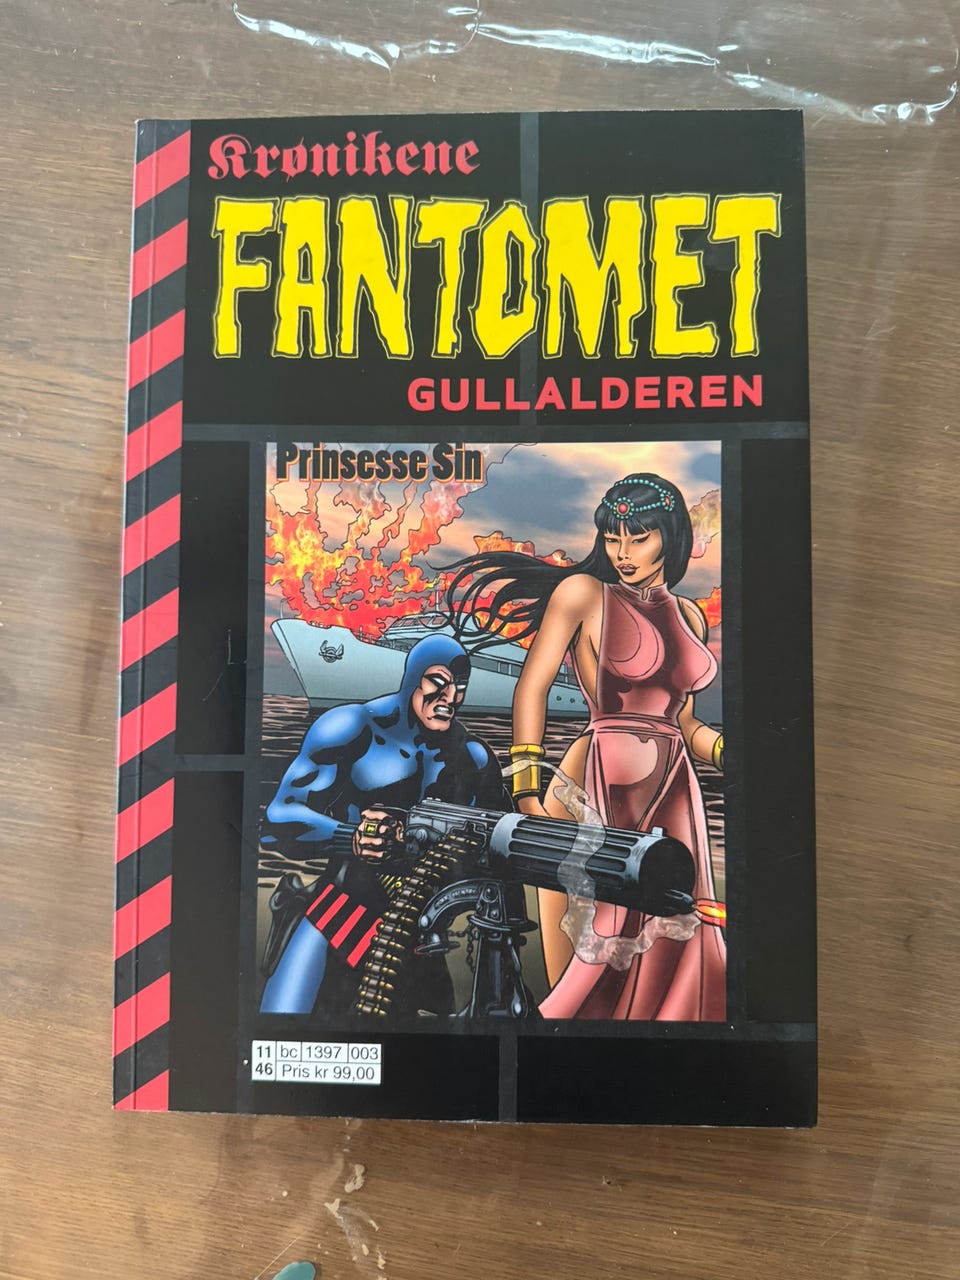 Krønikene
FANTOMET
GULLALDEREN
Prinsesse Sin
11 bc 1397 003
46 Pris kr 99,00